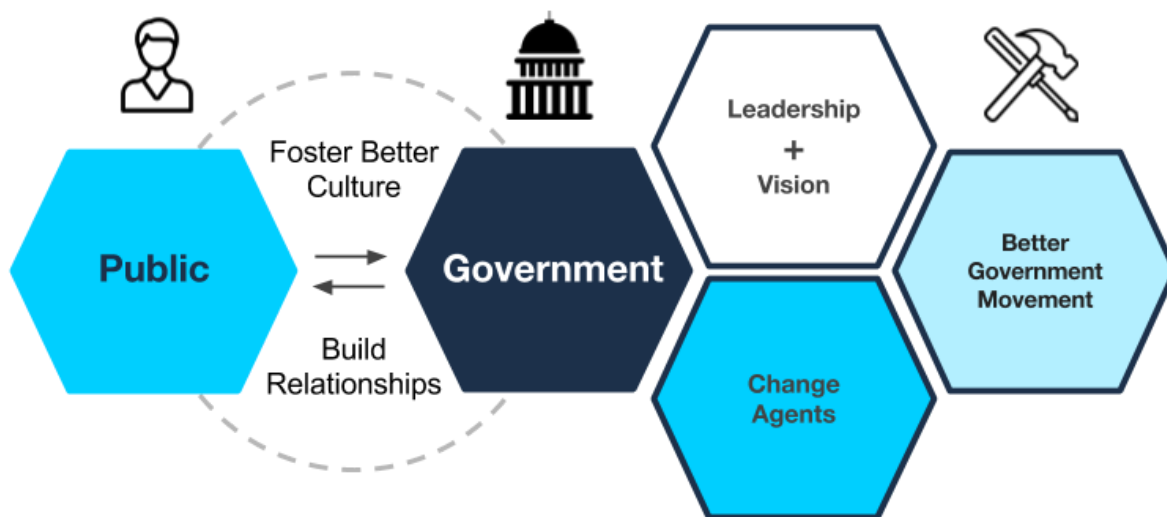 Public
Foster Better
Culture
Build
Relationships
Government
Leadership
+
Vision
Change
Agents
Better
Government
Movement